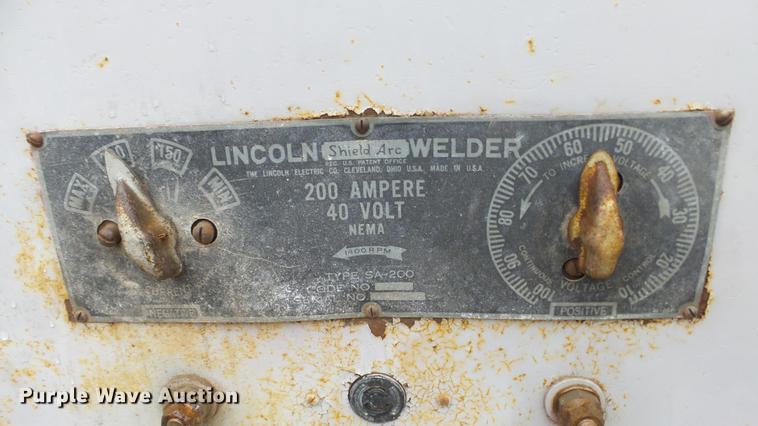 LINCOLN Shield Arc WELDER
REG. U.S. PATENT OFFICE
THE LINCOLN ELECTRIC CO. CLEVELAND, OHIO U.S.A. MADE IN U.S.A.
200 AMPERE
40 VOLT
NEMA
1400 RPM
TYPE SA-200
CODE NO.
SERIAL NO.
MAX
150
MIN
TO INCREASE VOLTAGE
10 30 40 50 60 70 80 90 100
CONTINUOUS VOLTAGE CONTROL
NEGATIVE
POSITIVE
Purple Wave Auction